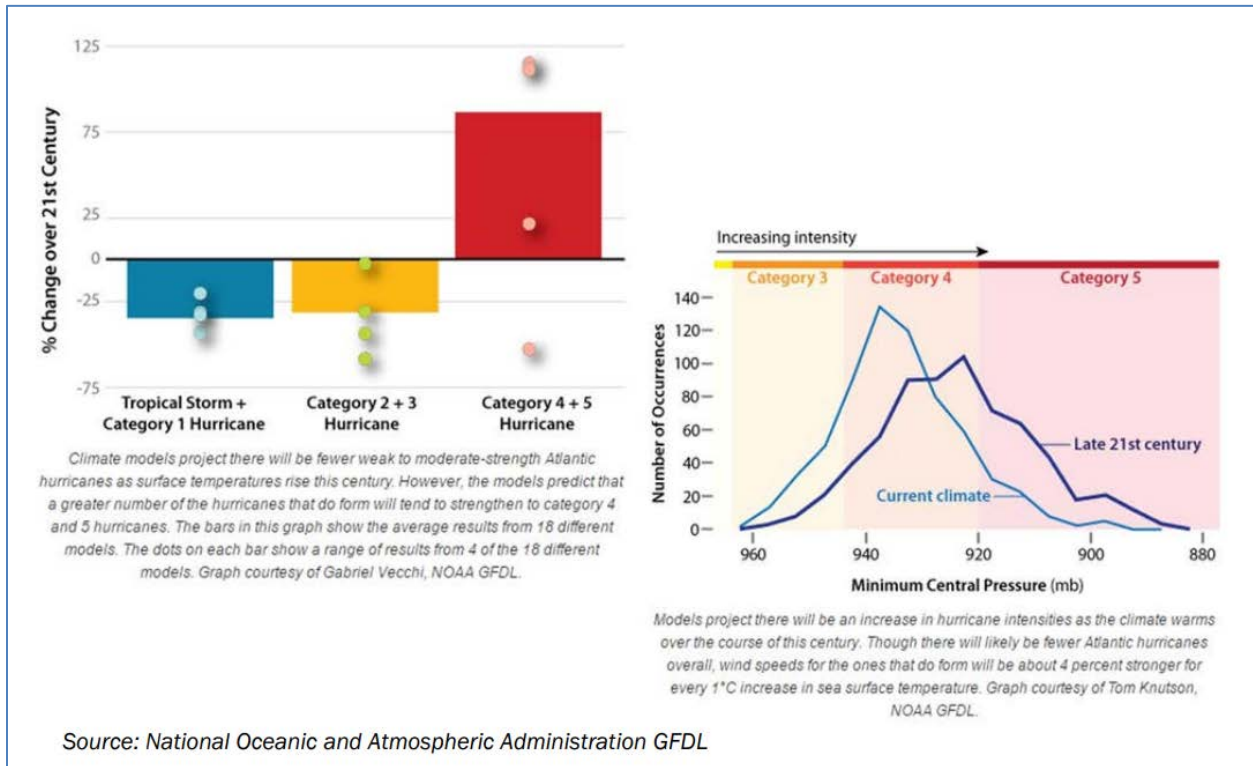 125
75
25
0
-25
-75
% Change over 21st Century
Tropical Storm +
Category 1 Hurricane
Category 2 + 3
Hurricane
Category 4 + 5
Hurricane
Climate models project there will be fewer weak to moderate-strength Atlantic
hurricanes as surface temperatures rise this century. However, the models predict that
a greater number of the hurricanes that do form will tend to strengthen to category 4
and 5 hurricanes. The bars in this graph show the average results from 18 different
models. The dots on each bar show a range of results from 4 of the 18 different
models. Graph courtesy of Gabriel Vecchi, NOAA GFDL.
Increasing intensity
Category 3
Category 4
Category 5
140
120
100
80
60
40
20
0
Number of Occurrences
Late 21st century
Current climate
960
940
920
900
880
Minimum Central Pressure (mb)
Models project there will be an increase in hurricane intensities as the climate warms
over the course of this century. Though there will likely be fewer Atlantic hurricanes
overall, wind speeds for the ones that do form will be about 4 percent stronger for
every 1°C increase in sea surface temperature. Graph courtesy of Tom Knutson,
NOAA GFDL.
Source: National Oceanic and Atmospheric Administration GFDL